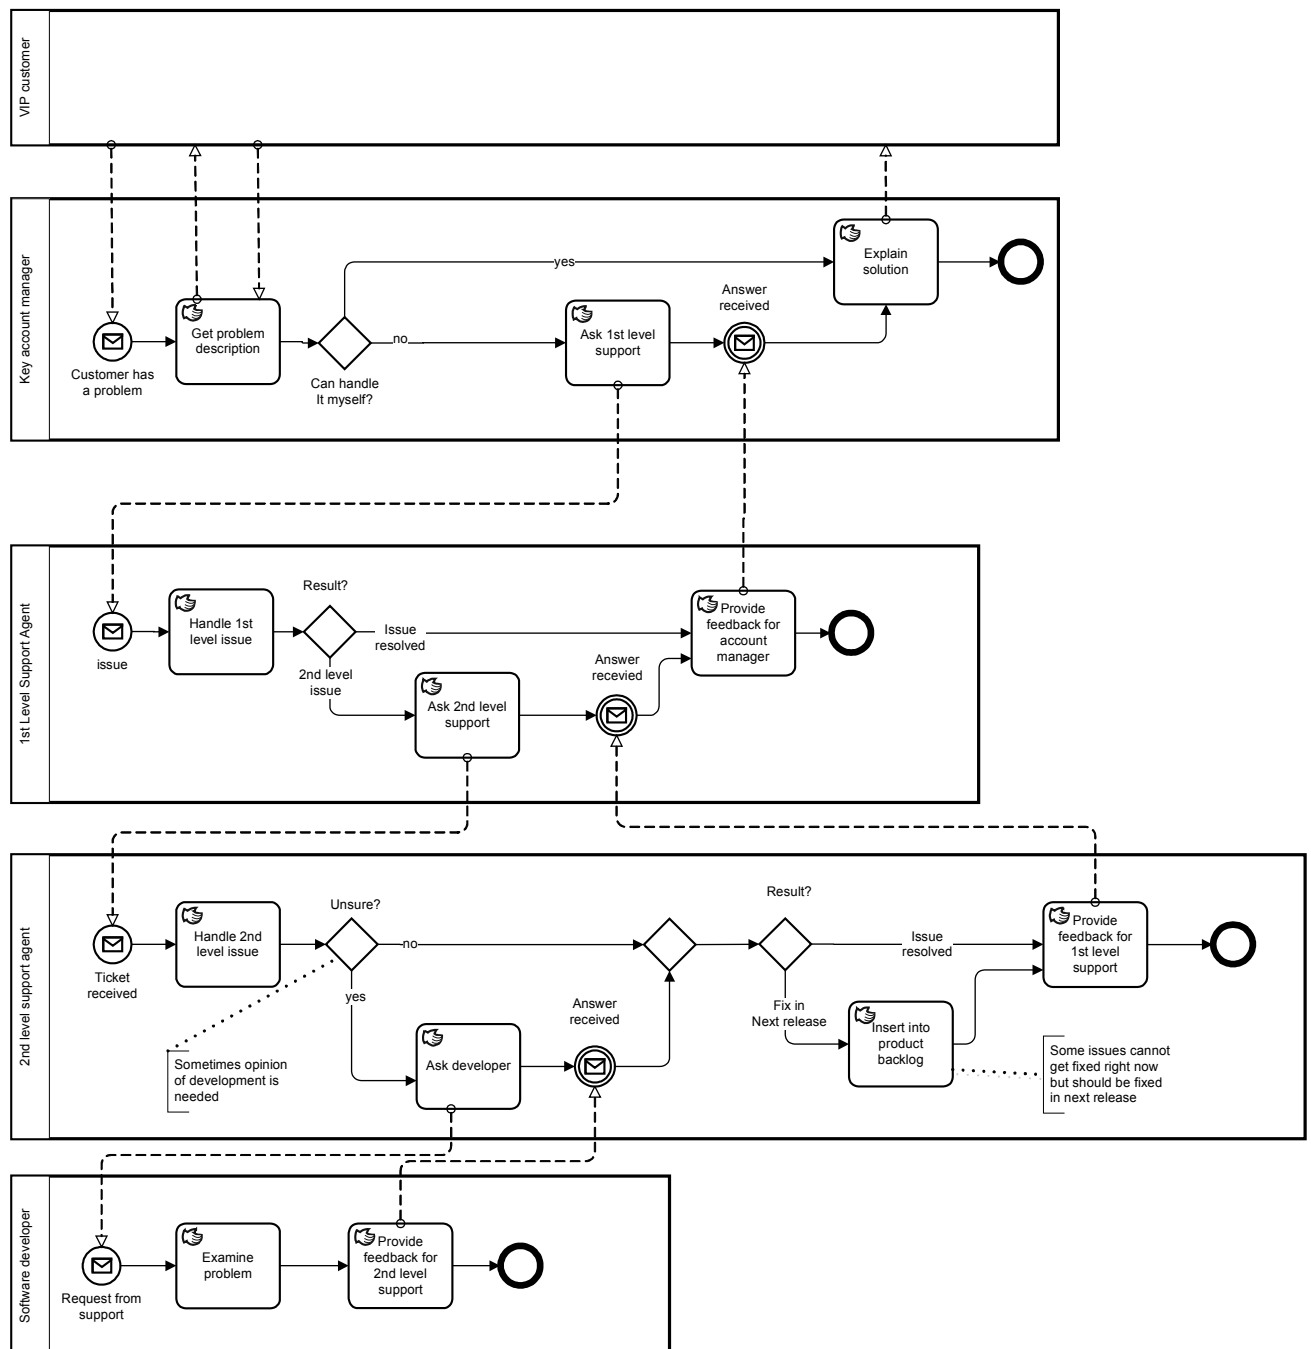 VIP customer
Key account manager
Customer has
a problem
Get problem
description
Can handle
It myself?
yes
no
Ask 1st level
support
Answer
received
Explain
solution
1st Level Support Agent
issue
Handle 1st
level issue
Result?
Issue
resolved
2nd level
issue
Ask 2nd level
support
Answer
recevied
Provide
feedback for
account
manager
2nd level support agent
Ticket
received
Handle 2nd
level issue
Unsure?
no
yes
Sometimes opinion
of development is
needed
Ask developer
Answer
received
Result?
Issue
resolved
Fix in
Next release
Insert into
product
backlog
Provide
feedback for
1st level
support
Some issues cannot
get fixed right now
but should be fixed
in next release
Software developer
Request from
support
Examine
problem
Provide
feedback for
2nd level
support